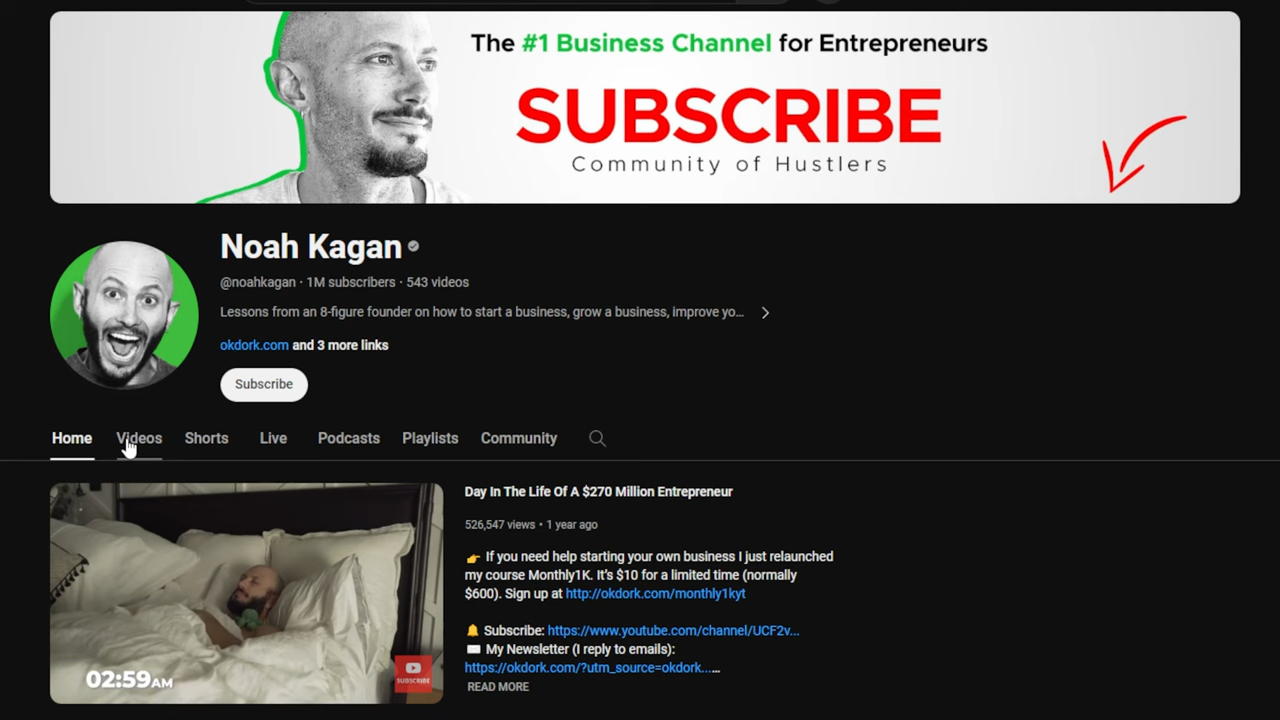 The #1 Business Channel for Entrepreneurs
SUBSCRIBE
Community of Hustlers
Noah Kagan
@noahkagan · 1M subscribers · 543 videos
Lessons from an 8-figure founder on how to start a business, grow a business, improve yo...
okdork.com and 3 more links
Subscribe
Home Videos Shorts Live Podcasts Playlists Community
Day In The Life Of A $270 Million Entrepreneur
526,547 views • 1 year ago
👉 If you need help starting your own business I just relaunched
my course Monthly1K. It's $10 for a limited time (normally
$600). Sign up at http://okdork.com/monthly1kyt
🔔 Subscribe: https://www.youtube.com/channel/UCF2v...
✉️ My Newsletter (I reply to emails):
https://okdork.com/?utm_source=okdork......
READ MORE
02:59AM
SUBSCRIBE